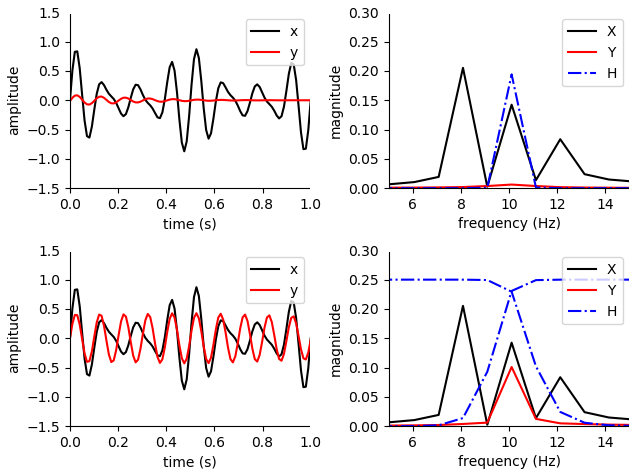 1.5
1.0
0.5
0.0
−0.5
−1.0
−1.5
amplitude
x
y
0.0 0.2 0.4 0.6 0.8 1.0
time (s)
0.30
0.25
0.20
0.15
0.10
0.05
0.00
magnitude
X
Y
H
6 8 10 12 14
frequency (Hz)
1.5
1.0
0.5
0.0
−0.5
−1.0
−1.5
amplitude
x
y
0.0 0.2 0.4 0.6 0.8 1.0
time (s)
0.30
0.25
0.20
0.15
0.10
0.05
0.00
magnitude
X
Y
H
6 8 10 12 14
frequency (Hz)